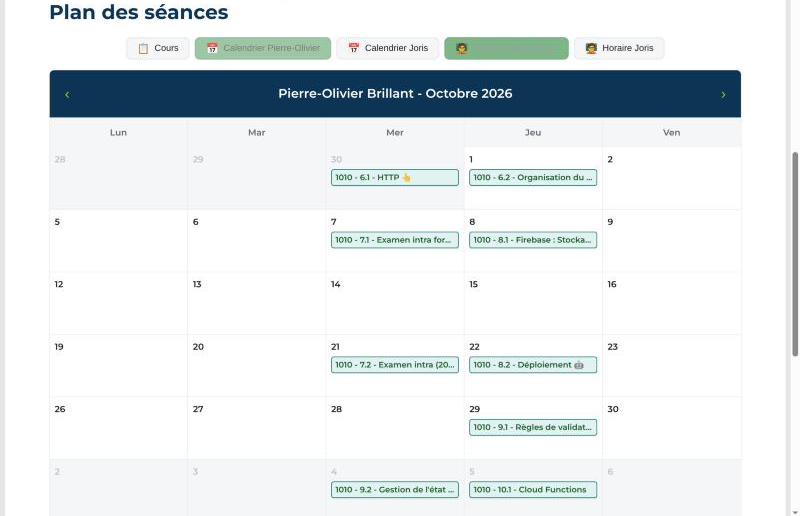 Plan des séances
Cours
Calendrier Pierre-Olivier
Calendrier Joris
Horaire Joris
‹ Pierre-Olivier Brillant - Octobre 2026 ›
Lun Mar Mer Jeu Ven
28 29 30 1 2
1010 - 6.1 - HTTP 👆 1010 - 6.2 - Organisation du ...
5 6 7 8 9
1010 - 7.1 - Examen intra for... 1010 - 8.1 - Firebase : Stocka...
12 13 14 15 16
19 20 21 22 23
1010 - 7.2 - Examen intra (20... 1010 - 8.2 - Déploiement 🤖
26 27 28 29 30
1010 - 9.1 - Règles de validat...
2 3 4 5 6
1010 - 9.2 - Gestion de l'état ... 1010 - 10.1 - Cloud Functions